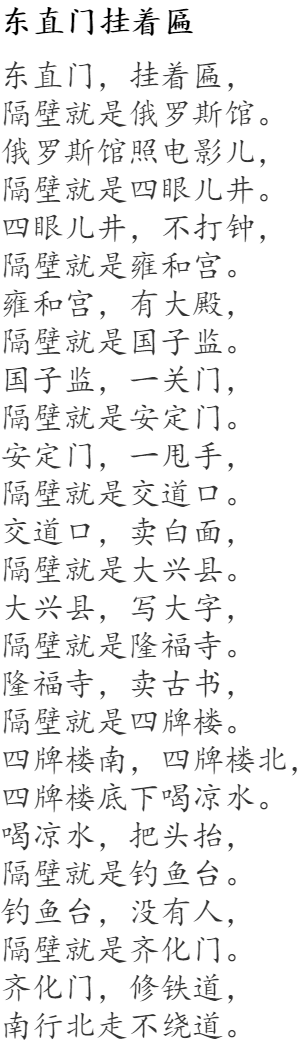 东直门挂着匾
东直门，挂着匾，
隔壁就是俄罗斯馆。
俄罗斯馆照电影儿，
隔壁就是四眼儿井。
四眼儿井，不打钟，
隔壁就是雍和宫。
雍和宫，有大殿，
隔壁就是国子监。
国子监，一关门，
隔壁就是安定门。
安定门，一甩手，
隔壁就是交道口。
交道口，卖白面，
隔壁就是大兴县。
大兴县，写大字，
隔壁就是隆福寺。
隆福寺，卖古书，
隔壁就是四牌楼。
四牌楼南，四牌楼北，
四牌楼底下喝凉水。
喝凉水，把头抬，
隔壁就是钓鱼台。
钓鱼台，没有人，
隔壁就是齐化门。
齐化门，修铁道，
南行北走不绕道。